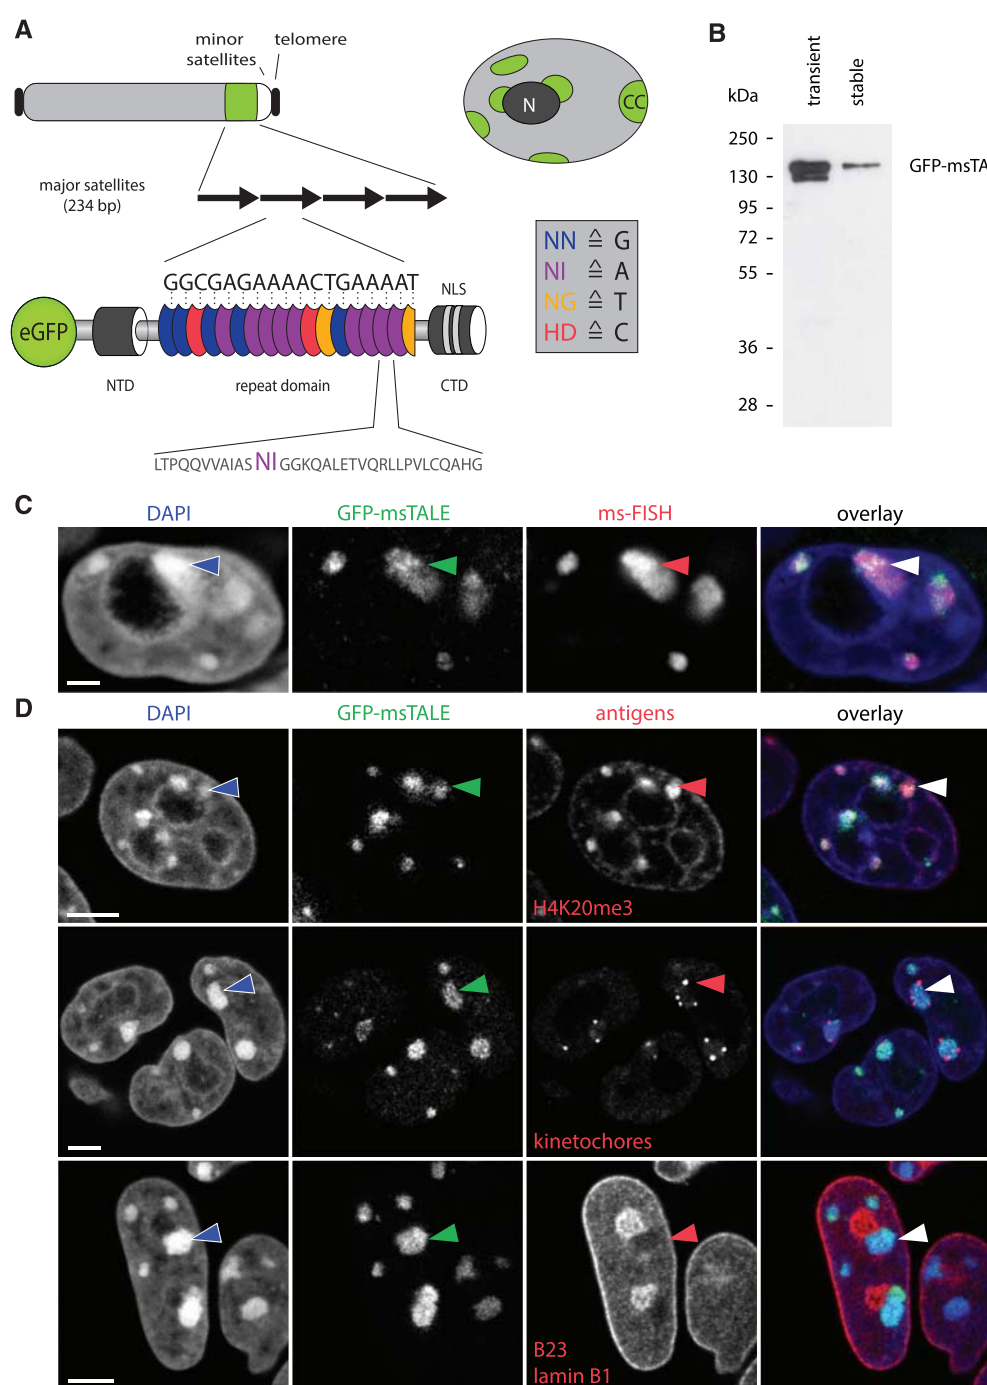 A
minor
satellites
telomere
N
CC
major satellites
(234 bp)
GGCGAGAAAACTGAAAAT
NLS
eGFP
NTD
repeat domain
CTD
LTPQQVVAIAS NI GGKQALETVQRLLPVLCQAHG
NN ≙ G
NI ≙ A
NG ≙ T
HD ≙ C
B
kDa
transient
stable
250 -
130 -
95 -
72 -
55 -
36 -
28 -
GFP-msTA
C
DAPI
GFP-msTALE
ms-FISH
overlay
D
DAPI
GFP-msTALE
antigens
overlay
H4K20me3
kinetochores
B23
lamin B1